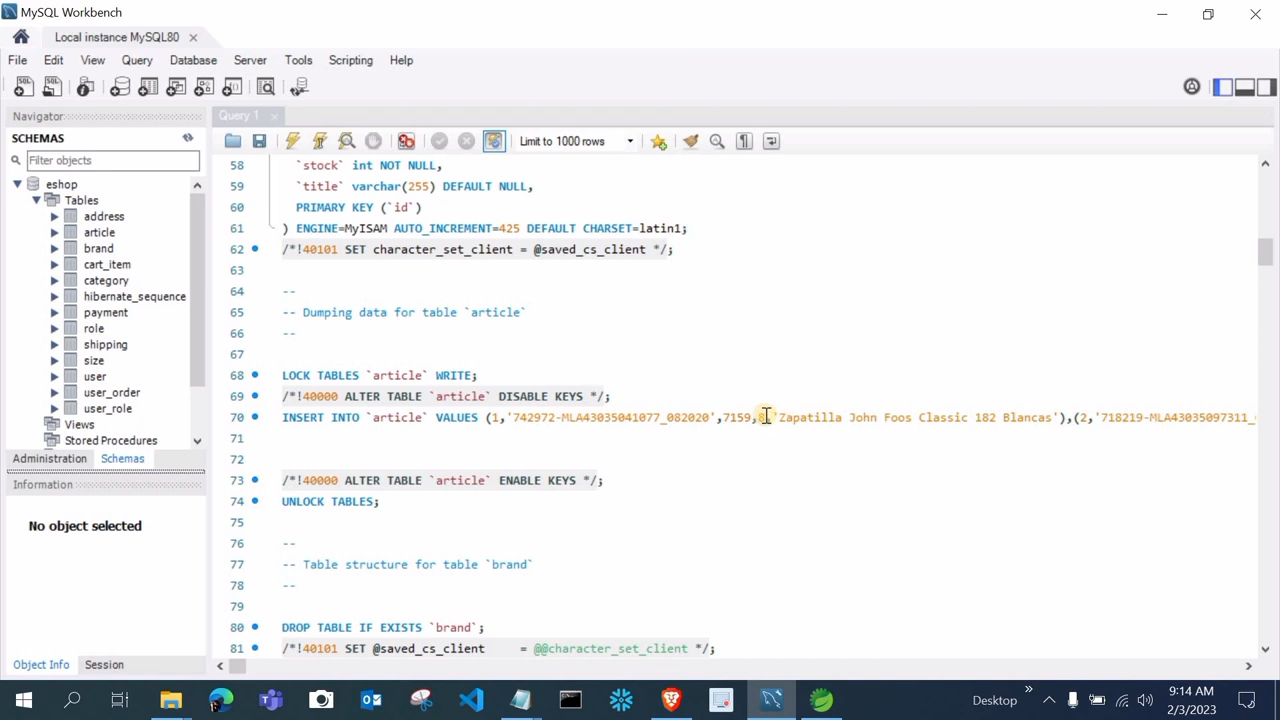 MySQL Workbench
Local instance MySQL80
File Edit View Query Database Server Tools Scripting Help
Navigator
Query 1
SCHEMAS
Limit to 1000 rows
Filter objects
eshop
Tables
address
article
brand
cart_item
category
hibernate_sequence
payment
role
shipping
size
user
user_order
user_role
Views
Stored Procedures
Administration Schemas
Information
No object selected
Object Info Session
58 `stock` int NOT NULL,
59 `title` varchar(255) DEFAULT NULL,
60 PRIMARY KEY (`id`)
61 ) ENGINE=MyISAM AUTO_INCREMENT=425 DEFAULT CHARSET=latin1;
62 /*!40101 SET character_set_client = @saved_cs_client */;
63
64 --
65 -- Dumping data for table `article`
66 --
67
68 LOCK TABLES `article` WRITE;
69 /*!40000 ALTER TABLE `article` DISABLE KEYS */;
70 INSERT INTO `article` VALUES (1,'742972-MLA43035041077_082020',7159, 'Zapatilla John Foos Classic 182 Blancas'),(2,'718219-MLA43035097311_
71
72
73 /*!40000 ALTER TABLE `article` ENABLE KEYS */;
74 UNLOCK TABLES;
75
76 --
77 -- Table structure for table `brand`
78 --
79
80 DROP TABLE IF EXISTS `brand`;
81 /*!40101 SET @saved_cs_client     = @@character_set_client */;
Desktop
9:14 AM
2/3/2023